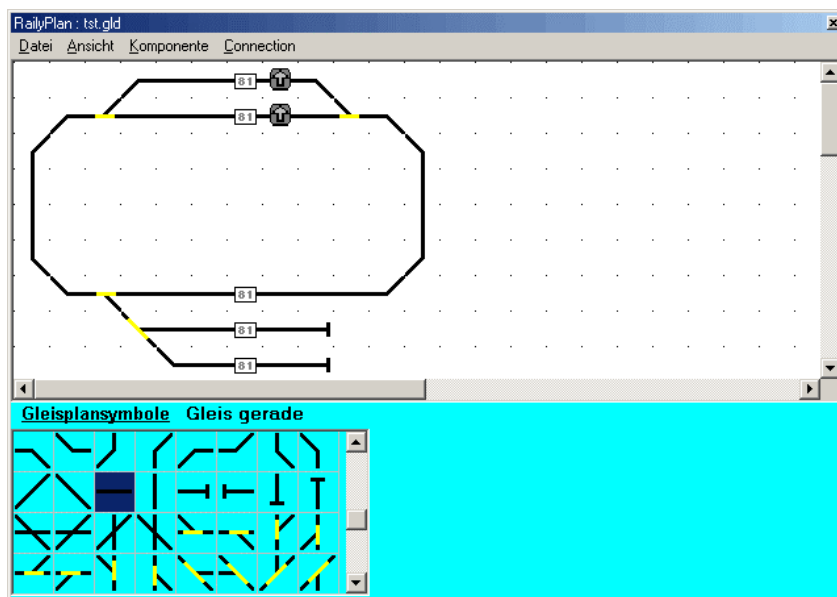 RailyPlan : tst.gld
Datei Ansicht Komponente Connection
81
81
81
81
81
Gleisplansymbole Gleis gerade